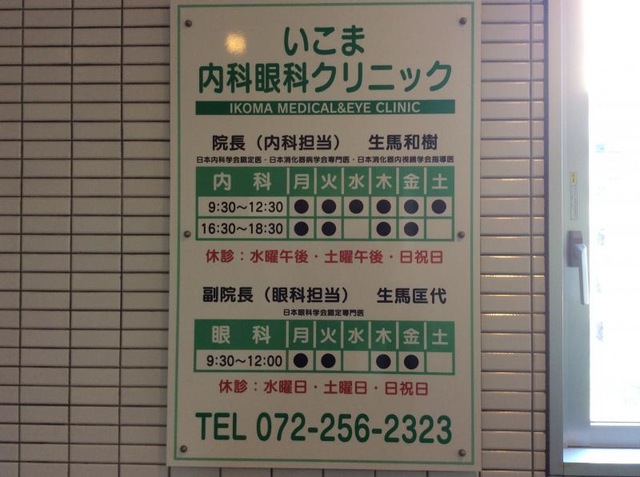 いこま
内科眼科クリニック
IKOMA MEDICAL&EYE CLINIC
院長（内科担当） 生馬和樹
日本内科学会認定医・日本消化器病学会専門医・日本消化器内視鏡学会指導医
内科 月 火 水 木 金 土
9:30～12:30 ● ● ● ● ● ●
16:30～18:30 ● ● ● ●
休診：水曜午後・土曜午後・日祝日
副院長（眼科担当） 生馬匡代
日本眼科学会認定専門医
眼科 月 火 水 木 金 土
9:30～12:00 ● ● ● ●
休診：水曜日・土曜日・日祝日
TEL 072-256-2323